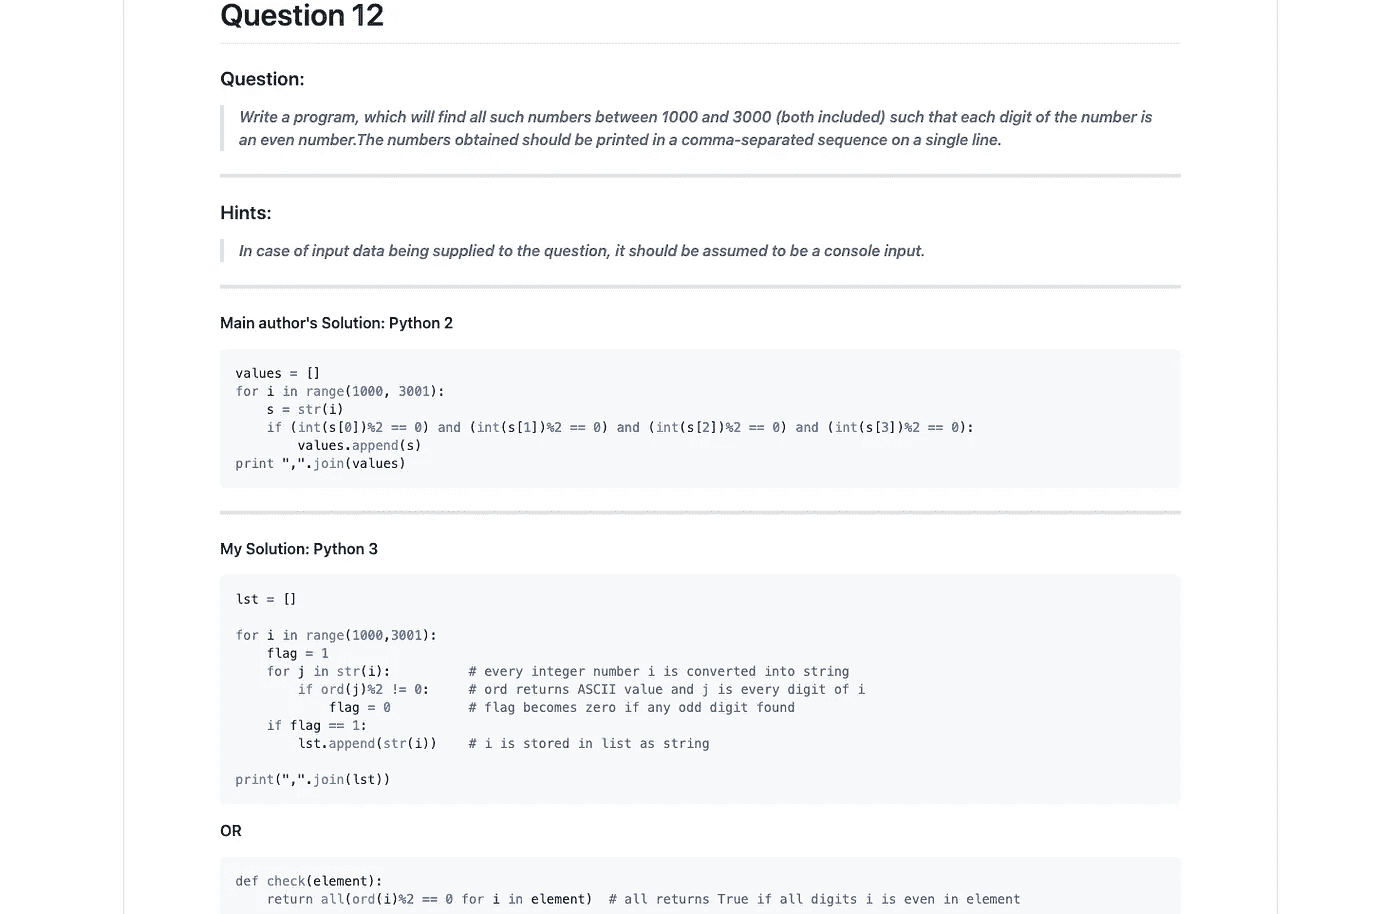 Question 12
Question:
Write a program, which will find all such numbers between 1000 and 3000 (both included) such that each digit of the number is
an even number.The numbers obtained should be printed in a comma-separated sequence on a single line.
Hints:
In case of input data being supplied to the question, it should be assumed to be a console input.
Main author's Solution: Python 2
values = []
for i in range(1000, 3001):
    s = str(i)
    if (int(s[0])%2 == 0) and (int(s[1])%2 == 0) and (int(s[2])%2 == 0) and (int(s[3])%2 == 0):
        values.append(s)
print ",".join(values)
My Solution: Python 3
lst = []
for i in range(1000,3001):
    flag = 1
    for j in str(i):          # every integer number i is converted into string
        if ord(j)%2 != 0:     # ord returns ASCII value and j is every digit of i
            flag = 0          # flag becomes zero if any odd digit found
    if flag == 1:
        lst.append(str(i))    # i is stored in list as string
print(",".join(lst))
OR
def check(element):
    return all(ord(i)%2 == 0 for i in element)  # all returns True if all digits i is even in element